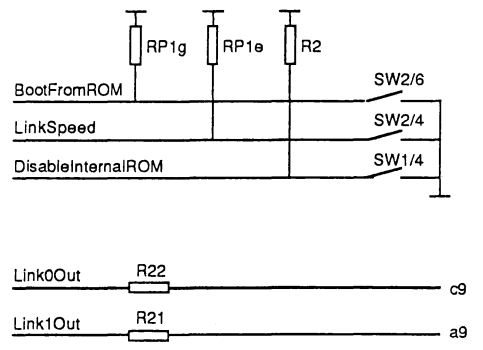 RP1g RP1e R2
BootFromROM SW2/6
LinkSpeed SW2/4
DisableInternalROM SW1/4
Link0Out R22 c9
Link1Out R21 a9